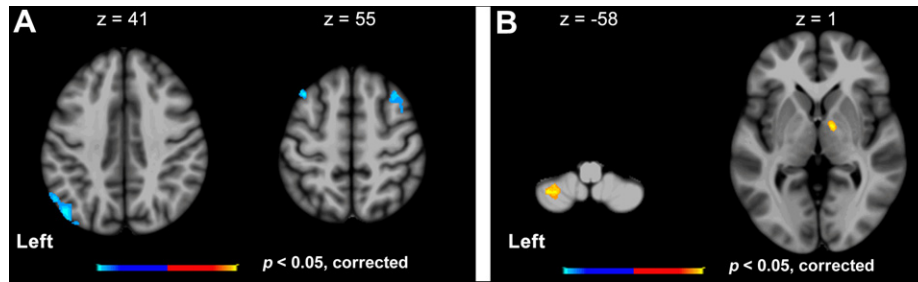 A
z = 41
z = 55
Left
p < 0.05, corrected
B
z = -58
z = 1
Left
p < 0.05, corrected